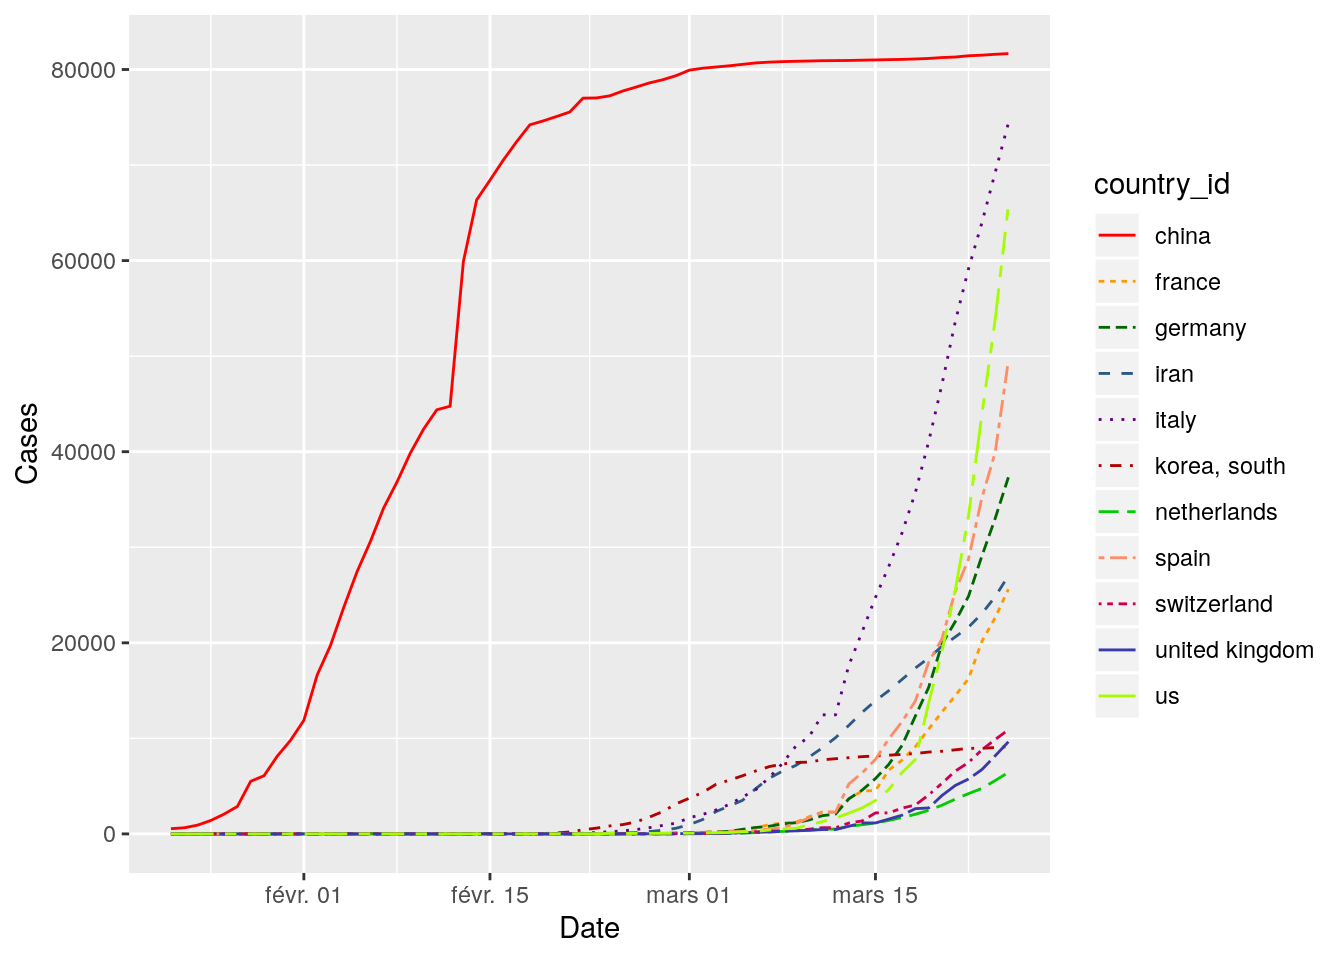 Cases
80000
60000
40000
20000
0
févr. 01
févr. 15
mars 01
mars 15
Date
country_id
china
france
germany
iran
italy
korea, south
netherlands
spain
switzerland
united kingdom
us